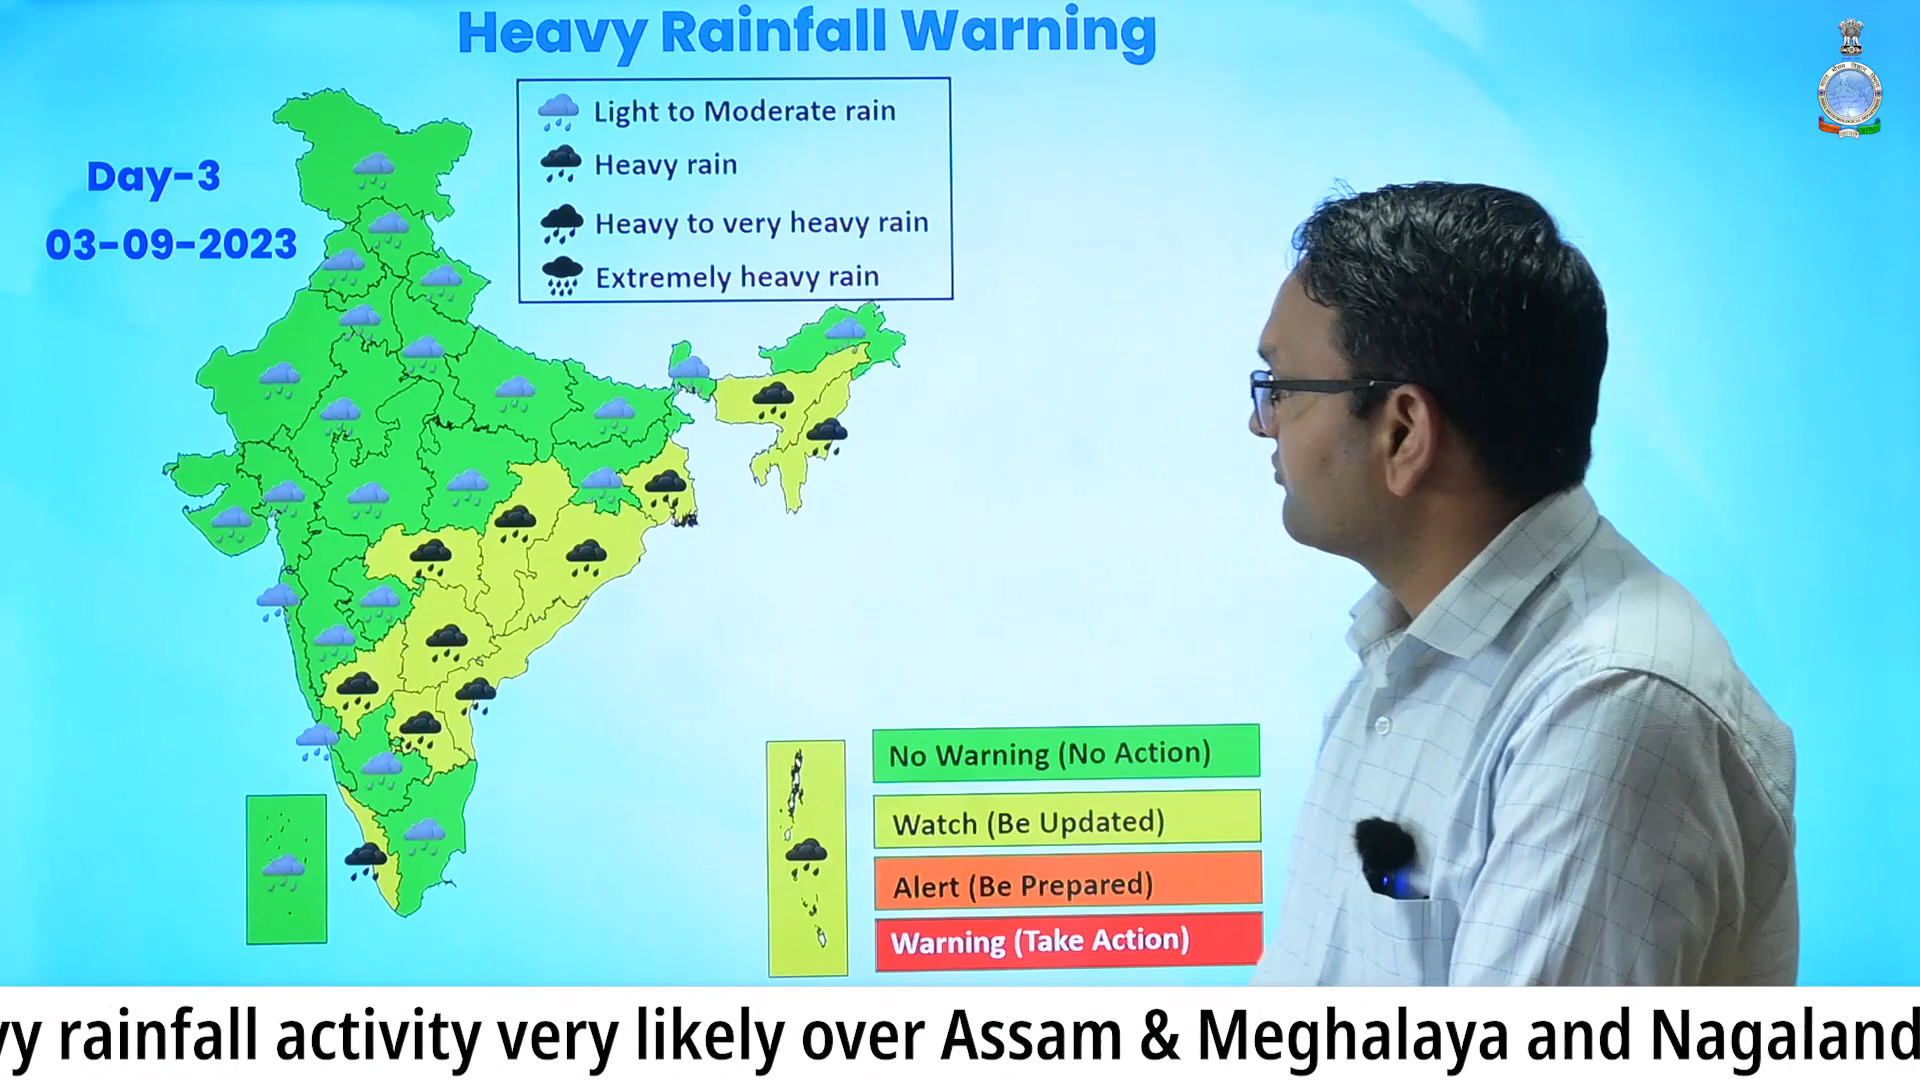 Heavy Rainfall Warning
Day-3
03-09-2023
Light to Moderate rain
Heavy rain
Heavy to very heavy rain
Extremely heavy rain
No Warning (No Action)
Watch (Be Updated)
Alert (Be Prepared)
Warning (Take Action)
rainfall activity very likely over Assam & Meghalaya and Nagaland